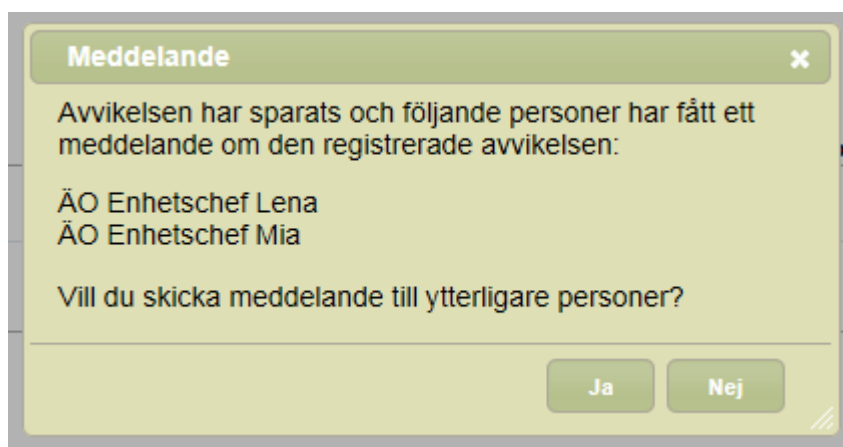 Meddelande
Avvikelsen har sparats och följande personer har fått ett
meddelande om den registrerade avvikelsen:
ÄO Enhetschef Lena
ÄO Enhetschef Mia
Vill du skicka meddelande till ytterligare personer?
Ja
Nej